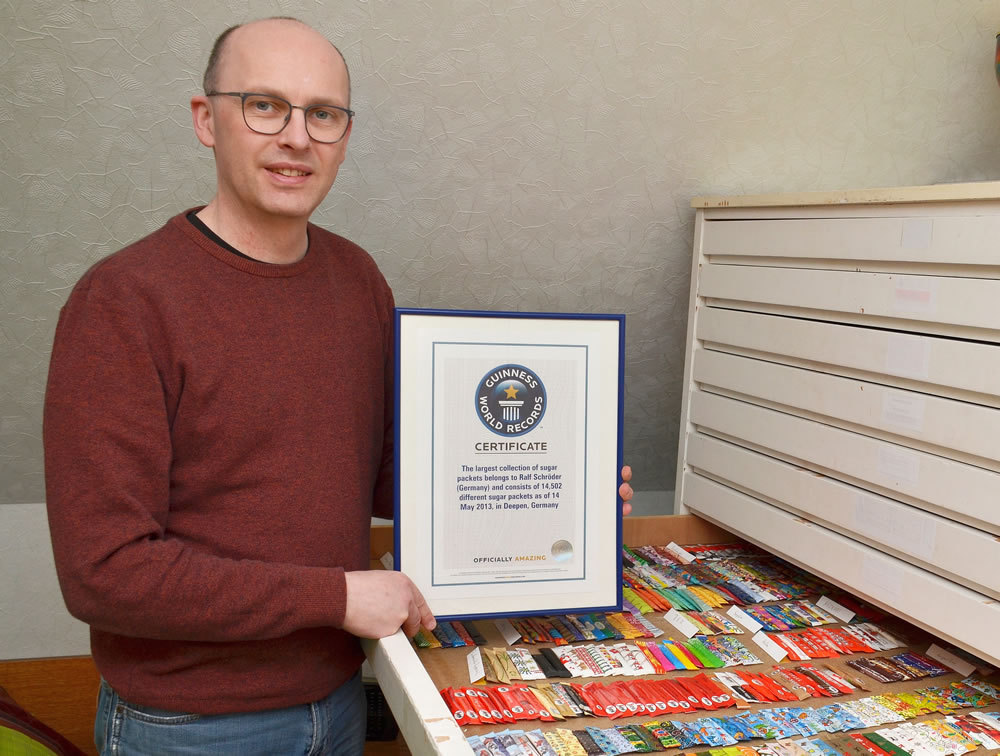 GUINNESS
WORLD RECORDS
CERTIFICATE
The largest collection of sugar
packets belongs to Ralf Schröder
(Germany) and consists of 14,502
different sugar packets as of 14
May 2013, in Deepen, Germany
OFFICIALLY AMAZING